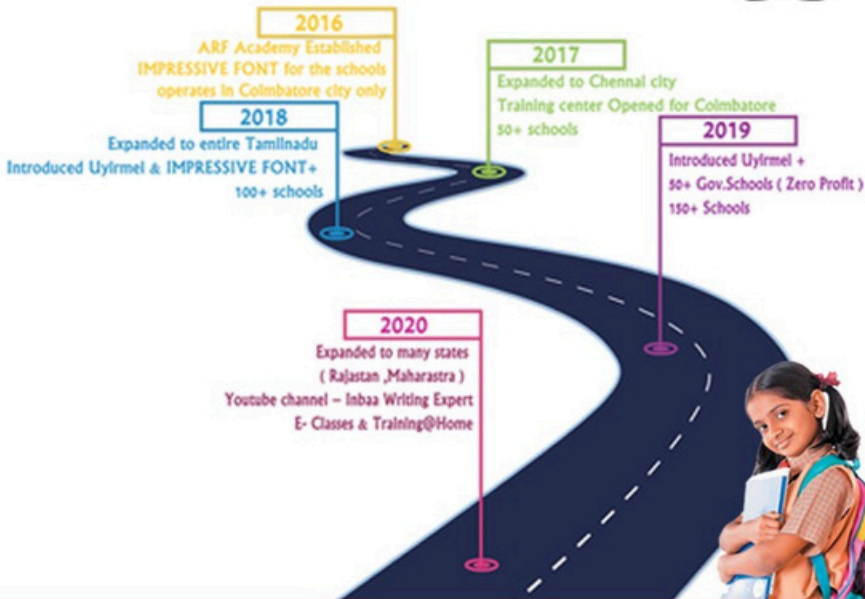 2016
ARF Academy Established
IMPRESSIVE FONT for the schools
operates in Coimbatore city only
2017
Expanded to Chennai city
Training center Opened for Coimbatore
50+ schools
2018
Expanded to entire Tamilnadu
Introduced Uyirmei & IMPRESSIVE FONT+
100+ schools
2019
Introduced Uyirmei +
50+ Gov.Schools ( Zero Profit )
150+ Schools
2020
Expanded to many states
( Rajastan ,Maharastra )
Youtube channel – Inbaa Writing Expert
E- Classes & Training@Home